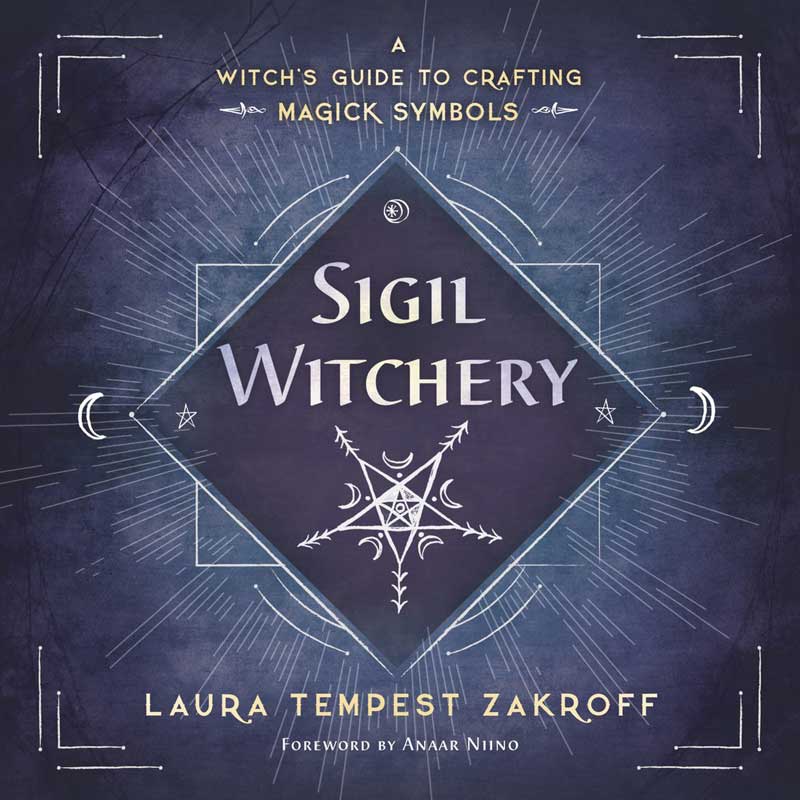 A
WITCH'S GUIDE TO CRAFTING
MAGICK SYMBOLS
SIGIL
WITCHERY
LAURA TEMPEST ZAKROFF
FOREWORD BY ANAAR NIINO